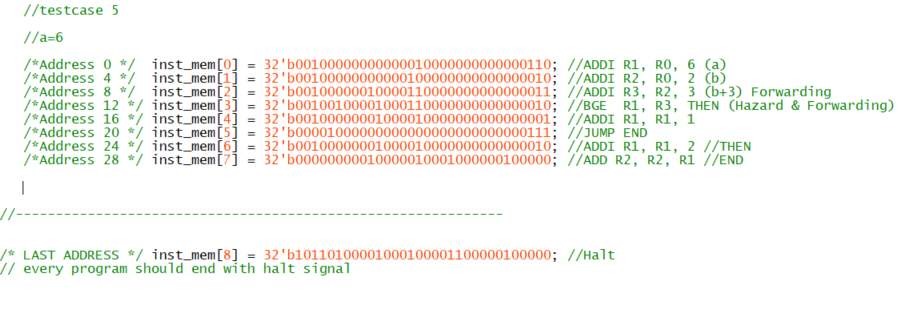 //testcase 5
//a=6
/*Address 0 */ inst_mem[0] = 32'b00100000000000010000000000000110; //ADDI R1, R0, 6 (a)
/*Address 4 */ inst_mem[1] = 32'b00100000000000100000000000000010; //ADDI R2, R0, 2 (b)
/*Address 8 */ inst_mem[2] = 32'b00100000010000110000000000000011; //ADDI R3, R2, 3 (b+3) Forwarding
/*Address 12 */ inst_mem[3] = 32'b00100100001000110000000000000010; //BGE R1, R3, THEN (Hazard & Forwarding)
/*Address 16 */ inst_mem[4] = 32'b00100000001000010000000000000001; //ADDI R1, R1, 1
/*Address 20 */ inst_mem[5] = 32'b00001000000000000000000000000111; //JUMP END
/*Address 24 */ inst_mem[6] = 32'b00100000001000010000000000000010; //ADDI R1, R1, 2 //THEN
/*Address 28 */ inst_mem[7] = 32'b00000000010000010001000000100000; //ADD R2, R2, R1 //END
//-------------------------------------------------------------
/* LAST ADDRESS */ inst_mem[8] = 32'b10110100001000100001100000100000; //Halt
// every program should end with halt signal